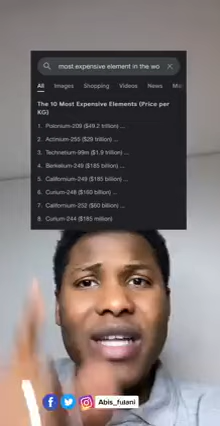 most expensive element in the wo
All Images Shopping Videos News
The 10 Most Expensive Elements (Price per
KG)
1. Polonium-209 ($49.2 trillion) ...
2. Actinium-255 ($29 trillion) ...
3. Technetium-99m ($1.9 trillion) ...
4. Berkelium-249 ($185 billion) ...
5. Californium-249 ($185 billion) ...
6. Curium-248 ($160 billion) ...
7. Californium-252 ($60 billion) ...
8. Curium-244 ($185 million)
Abis_fulani